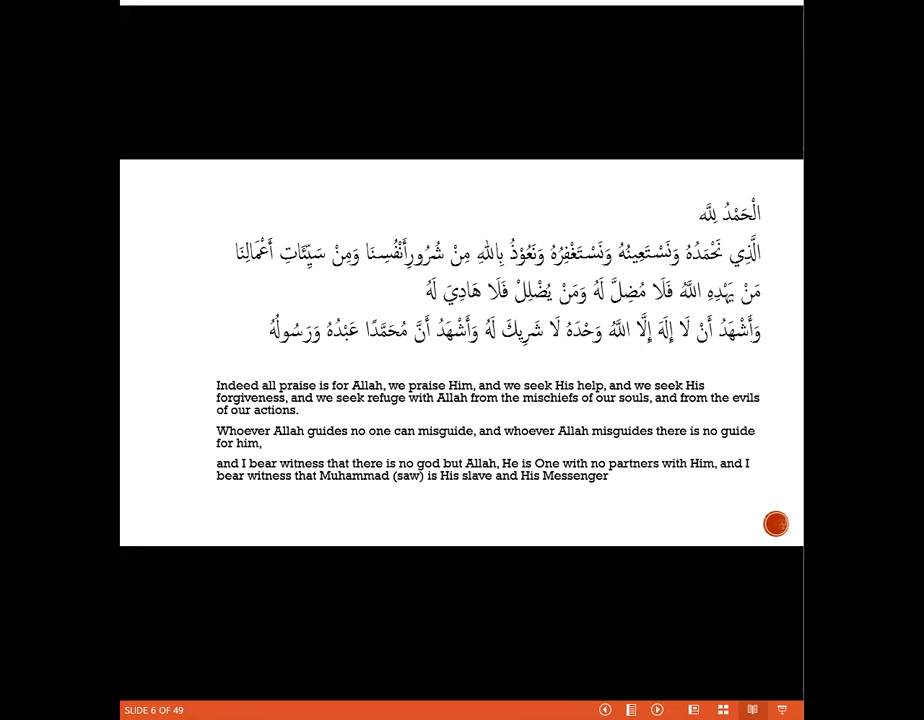 الْحَمْدُ لِلَّه
الَّذِي نَحْمَدُهُ وَنَسْتَعِينُهُ وَنَسْتَغْفِرُهُ وَنَعُوْذُ بِاللهِ مِنْ شُرُورِأَنْفُسِنَا وَمِنْ سَيِّئَاتِ أَعْمَالِنَا
مَنْ يَهْدِهِ اللَّهُ فَلَا مُضِلَّ لَهُ وَمَنْ يُضْلِلْ فَلَا هَادِيَ لَهُ
وَأَشْهَدُ أَنْ لَا إِلَهَ إِلَّا اللَّهُ وَحْدَهُ لَا شَرِيكَ لَهُ وَأَشْهَدُ أَنَّ مُحَمَّدًا عَبْدُهُ وَرَسُولُهُ
Indeed all praise is for Allah, we praise Him, and we seek His help, and we seek His
forgiveness, and we seek refuge with Allah from the mischiefs of our souls, and from the evils
of our actions.
Whoever Allah guides no one can misguide, and whoever Allah misguides there is no guide
for him,
and I bear witness that there is no god but Allah, He is One with no partners with Him, and I
bear witness that Muhammad (saw) is His slave and His Messenger
SLIDE 6 OF 49